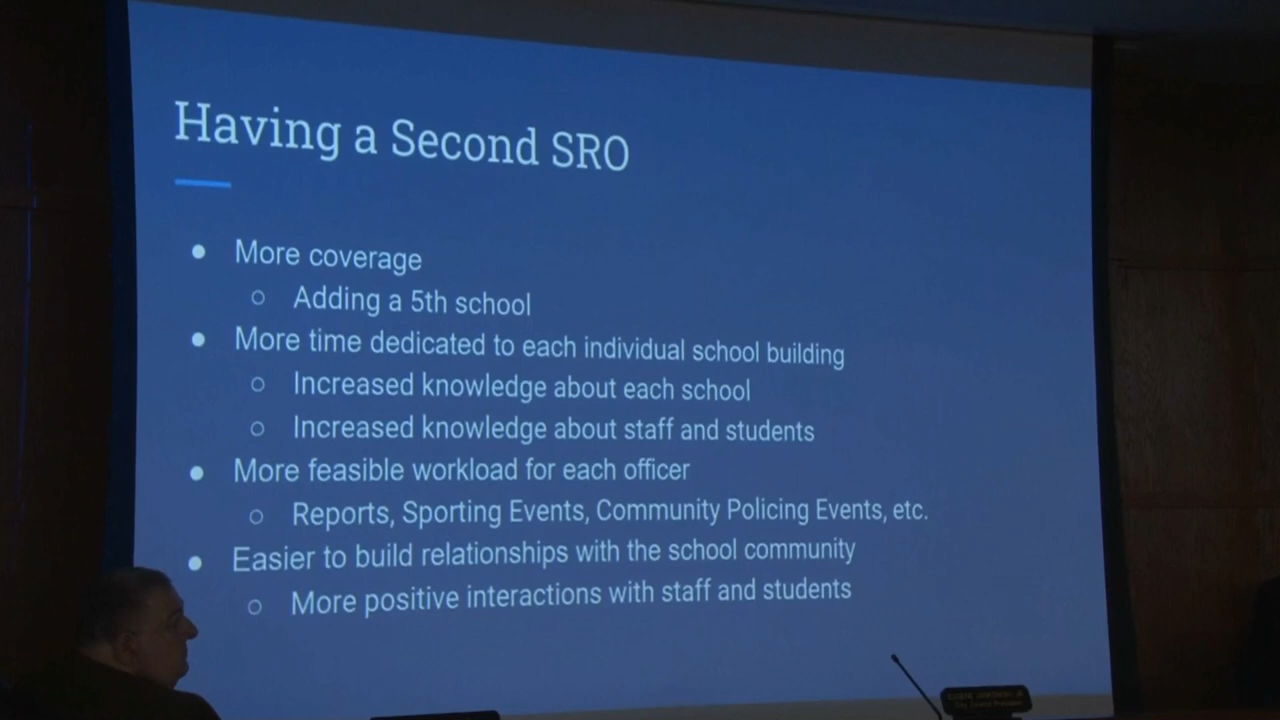 Having a Second SRO
● More coverage
○ Adding a 5th school
● More time dedicated to each individual school building
○ Increased knowledge about each school
○ Increased knowledge about staff and students
● More feasible workload for each officer
○ Reports, Sporting Events, Community Policing Events, etc.
● Easier to build relationships with the school community
○ More positive interactions with staff and students